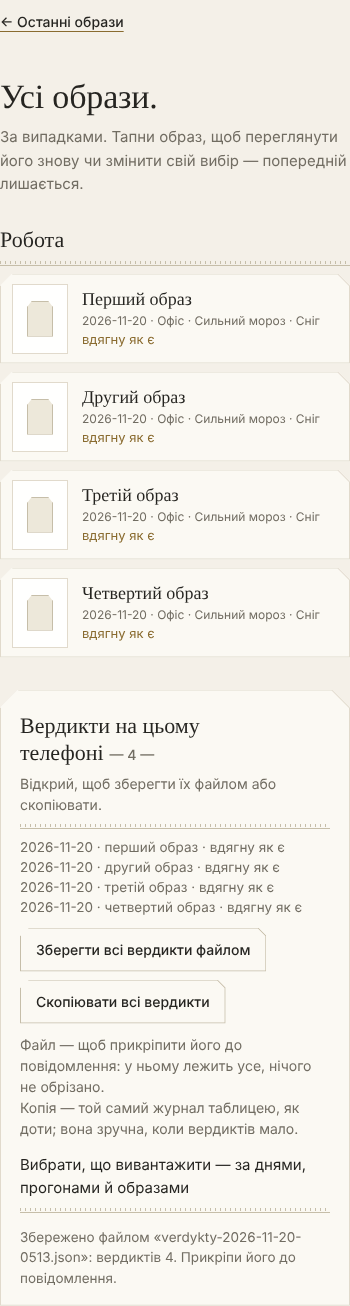 ← Останні образи
Усі образи.
За випадками. Тапни образ, щоб переглянути
його знову чи змінити свій вибір — попередній
лишається.
Робота
Перший образ
2026-11-20 · Офіс · Сильний мороз · Сніг
вдягну як є
Другий образ
2026-11-20 · Офіс · Сильний мороз · Сніг
вдягну як є
Третій образ
2026-11-20 · Офіс · Сильний мороз · Сніг
вдягну як є
Четвертий образ
2026-11-20 · Офіс · Сильний мороз · Сніг
вдягну як є
Вердикти на цьому
телефоні — 4 —
Відкрий, щоб зберегти їх файлом або
скопіювати.
2026-11-20 · перший образ · вдягну як є
2026-11-20 · другий образ · вдягну як є
2026-11-20 · третій образ · вдягну як є
2026-11-20 · четвертий образ · вдягну як є
Зберегти всі вердикти файлом
Скопіювати всі вердикти
Файл — щоб прикріпити його до
повідомлення: у ньому лежить усе, нічого
не обрізано.
Копія — той самий журнал таблицею, як
доти; вона зручна, коли вердиктів мало.
Вибрати, що вивантажити — за днями,
прогонами й образами
Збережено файлом «verdykty-2026-11-20-
0513.json»: вердиктів 4. Прикріпи його до
повідомлення.